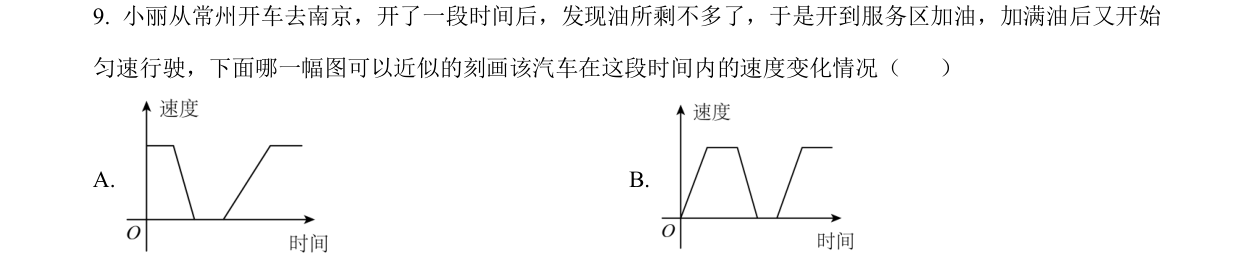 9. 小丽从常州开车去南京，开了一段时间后，发现油所剩不多了，于是开到服务区加油，加满油后又开始
匀速行驶，下面哪一幅图可以近似的刻画该汽车在这段时间内的速度变化情况（　　）
A.
速度
O
时间
B.
速度
O
时间